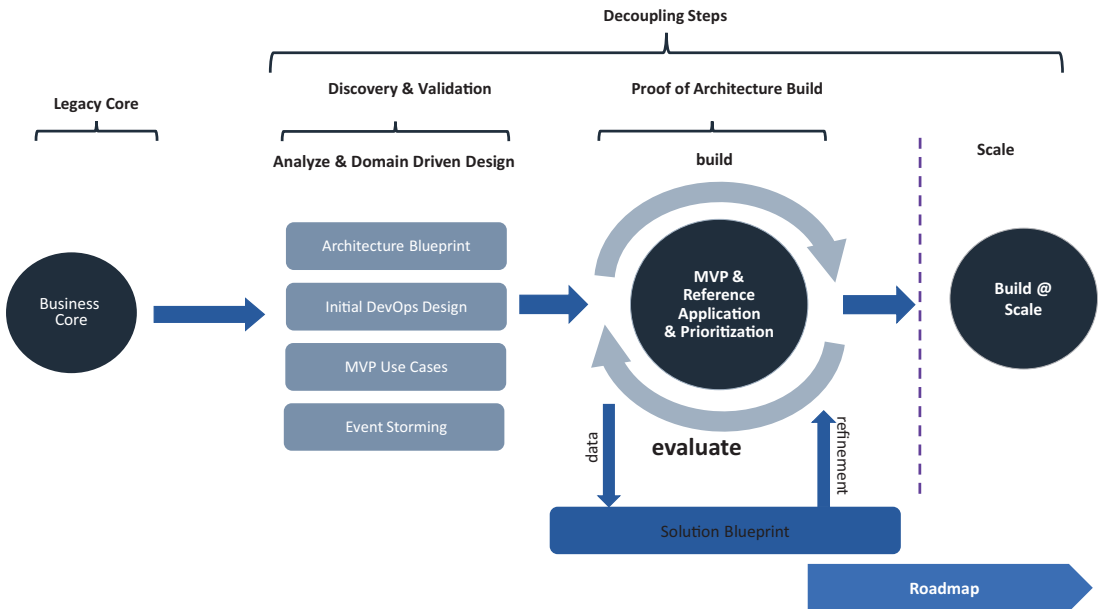 Decoupling Steps
Legacy Core
Discovery & Validation
Proof of Architecture Build
Analyze & Domain Driven Design
build
Scale
Business
Core
Architecture Blueprint
Initial DevOps Design
MVP Use Cases
Event Storming
MVP &
Reference
Application
& Prioritization
Build @
Scale
data
evaluate
refinement
Solution Blueprint
Roadmap